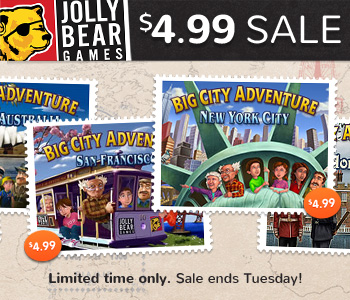 JOLLY
BEAR
GAMES
$4.99 SALE
ADVENTURE
AUSTRALIA
BIG CITY ADVENTURE
SAN FRANCISCO
JOLLY
BEAR
GAMES
$4.99
BIG CITY ADVENTURE
NEW YORK CITY
$4.99
Limited time only. Sale ends Tuesday!